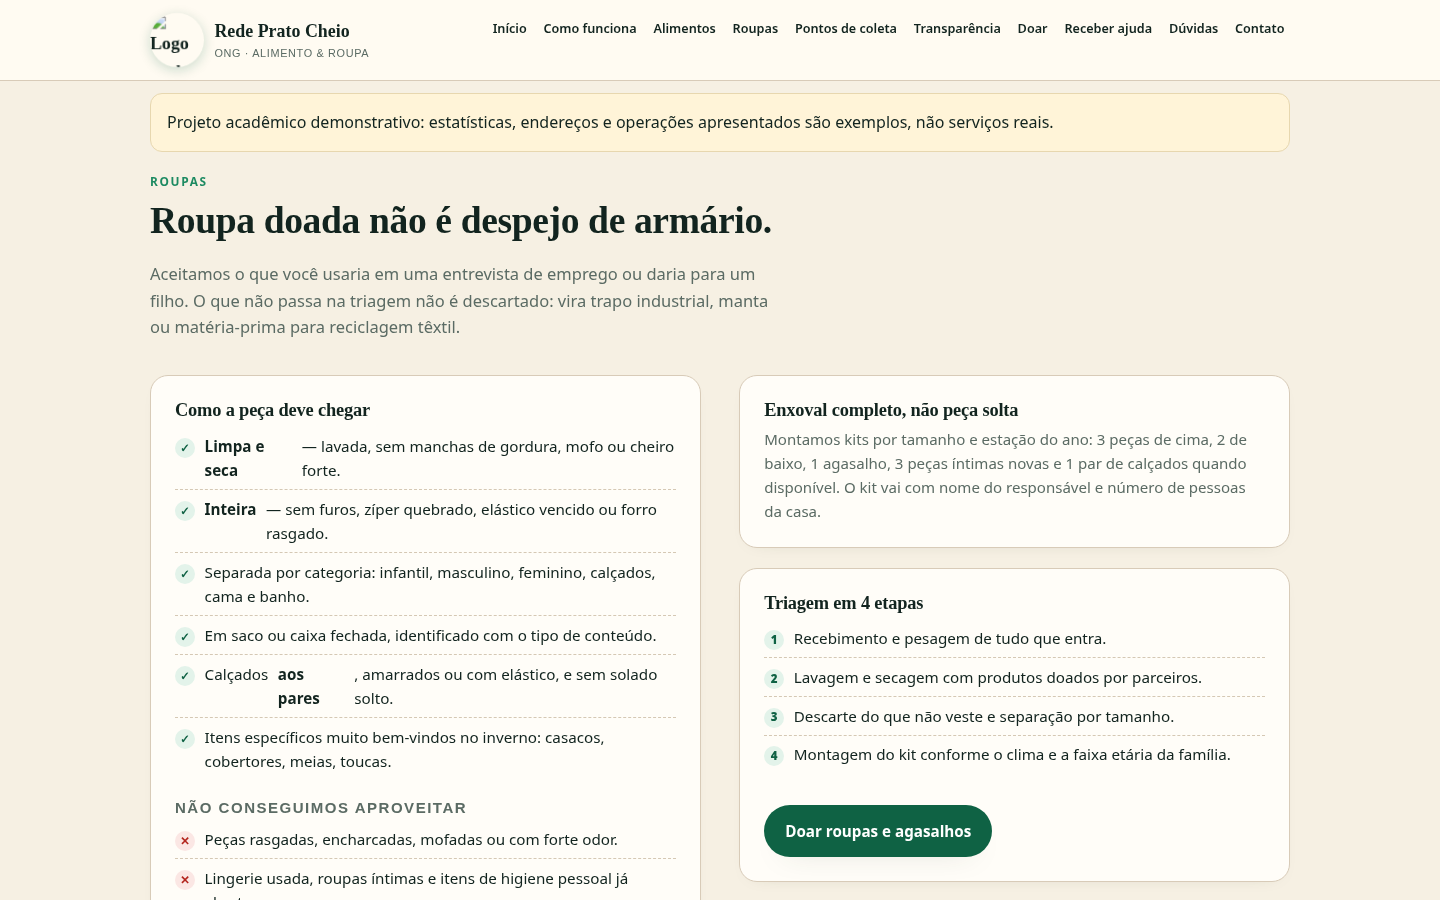 Logo
Rede Prato Cheio
ONG · ALIMENTO & ROUPA
Início Como funciona Alimentos Roupas Pontos de coleta Transparência Doar Receber ajuda Dúvidas Contato
Projeto acadêmico demonstrativo: estatísticas, endereços e operações apresentados são exemplos, não serviços reais.
ROUPAS
Roupa doada não é despejo de armário.
Aceitamos o que você usaria em uma entrevista de emprego ou daria para um
filho. O que não passa na triagem não é descartado: vira trapo industrial, manta
ou matéria-prima para reciclagem têxtil.
Como a peça deve chegar
✓ Limpa e seca — lavada, sem manchas de gordura, mofo ou cheiro
forte.
✓ Inteira — sem furos, zíper quebrado, elástico vencido ou forro
rasgado.
✓ Separada por categoria: infantil, masculino, feminino, calçados,
cama e banho.
✓ Em saco ou caixa fechada, identificado com o tipo de conteúdo.
✓ Calçados aos pares , amarrados ou com elástico, e sem solado
solto.
✓ Itens específicos muito bem-vindos no inverno: casacos,
cobertores, meias, toucas.
NÃO CONSEGUIMOS APROVEITAR
✕ Peças rasgadas, encharcadas, mofadas ou com forte odor.
✕ Lingerie usada, roupas íntimas e itens de higiene pessoal já
Enxoval completo, não peça solta
Montamos kits por tamanho e estação do ano: 3 peças de cima, 2 de
baixo, 1 agasalho, 3 peças íntimas novas e 1 par de calçados quando
disponível. O kit vai com nome do responsável e número de pessoas
da casa.
Triagem em 4 etapas
1 Recebimento e pesagem de tudo que entra.
2 Lavagem e secagem com produtos doados por parceiros.
3 Descarte do que não veste e separação por tamanho.
4 Montagem do kit conforme o clima e a faixa etária da família.
Doar roupas e agasalhos